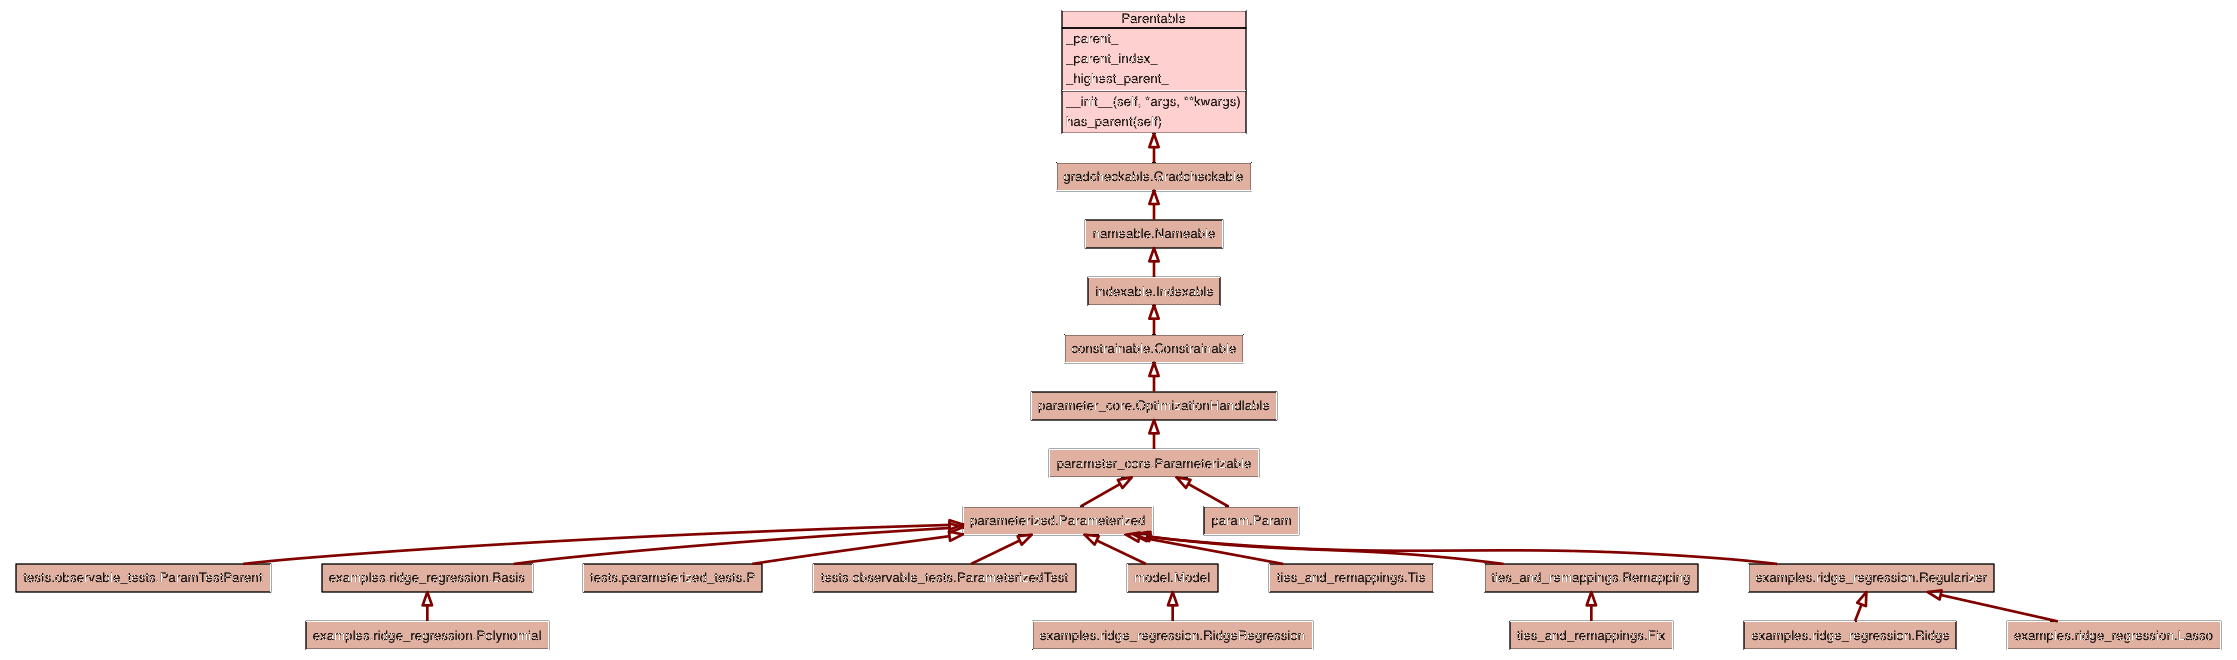 Parentable
_parent_
_parent_index_
_highest_parent_
__init__(self, *args, **kwargs)
has_parent(self)
gradcheckable.Gradcheckable
nameable.Nameable
indexable.Indexable
constrainable.Constrainable
parameter_core.OptimizationHandlable
parameter_core.Parameterizable
parameterized.Parameterized
param.Param
tests.observable_tests.ParamTestParent
examples.ridge_regression.Basis
tests.parameterized_tests.P
tests.observable_tests.ParameterizedTest
model.Model
ties_and_remappings.Tie
ties_and_remappings.Remapping
examples.ridge_regression.Regularizer
examples.ridge_regression.Polynomial
examples.ridge_regression.RidgeRegression
ties_and_remappings.Fix
examples.ridge_regression.Ridge
examples.ridge_regression.Lasso